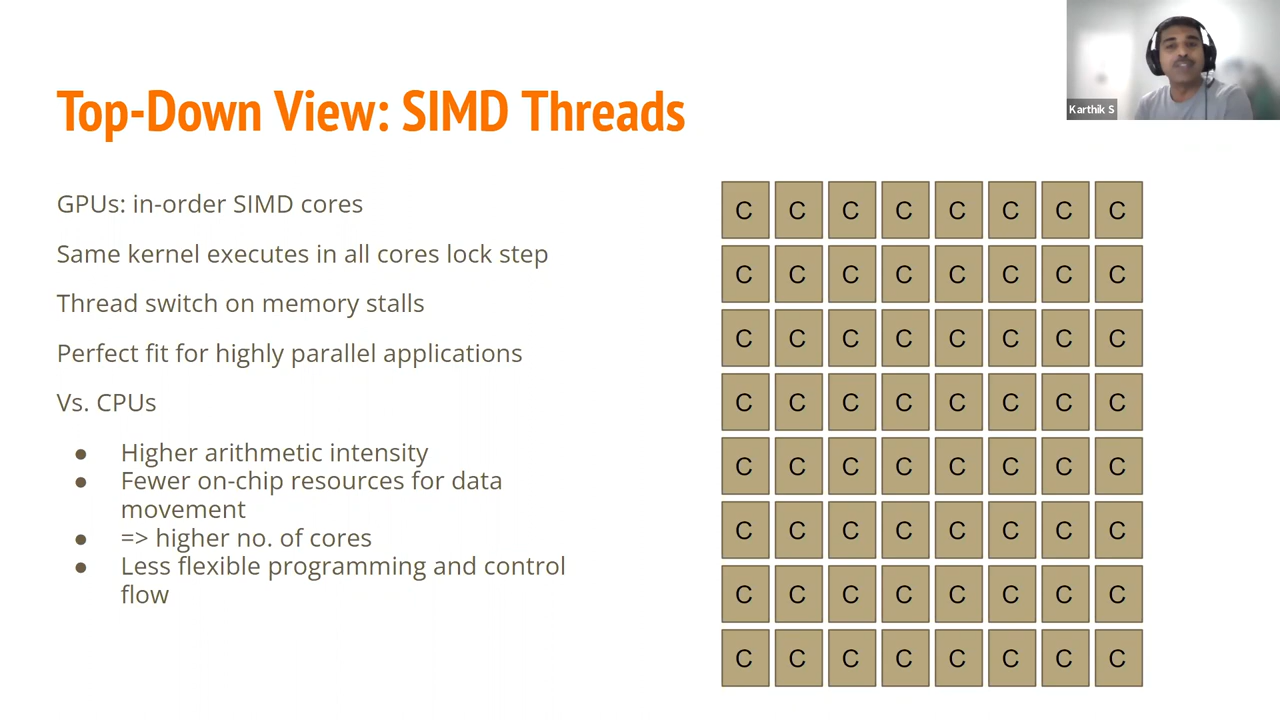 Karthik S
Top-Down View: SIMD Threads
GPUs: in-order SIMD cores
Same kernel executes in all cores lock step
Thread switch on memory stalls
Perfect fit for highly parallel applications
Vs. CPUs
● Higher arithmetic intensity
● Fewer on-chip resources for data
movement
● => higher no. of cores
● Less flexible programming and control
flow
C C C C C C C C
C C C C C C C C
C C C C C C C C
C C C C C C C C
C C C C C C C C
C C C C C C C C
C C C C C C C C
C C C C C C C C